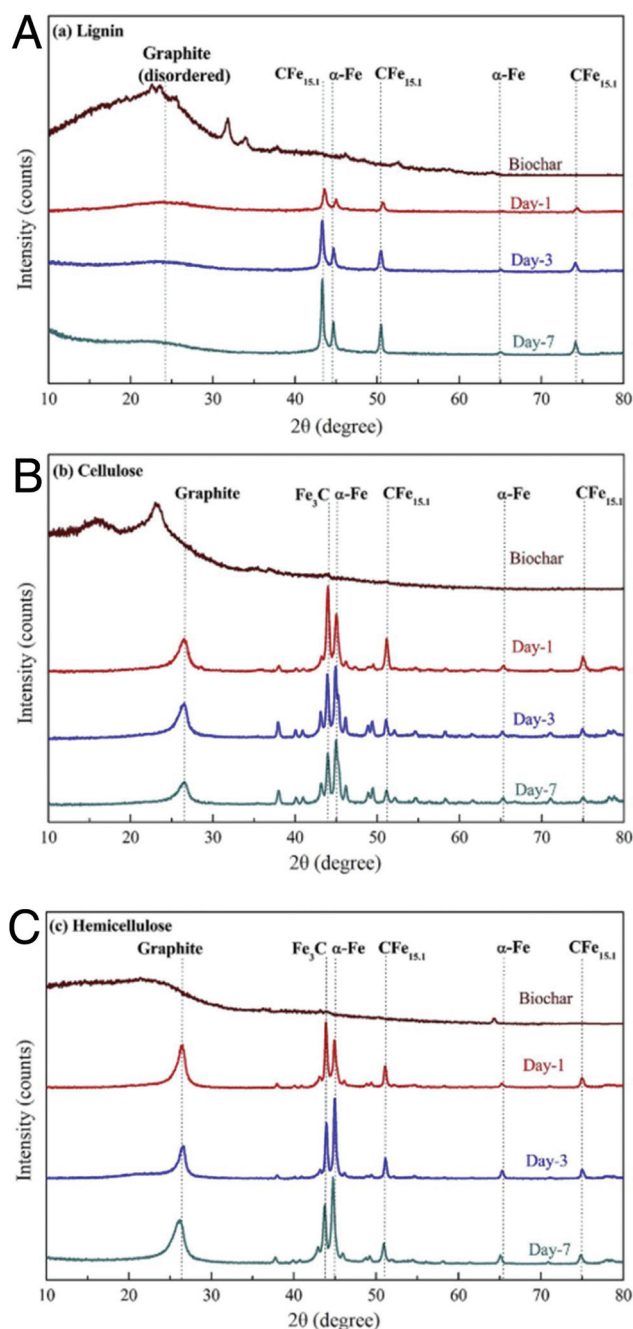 A
(a) Lignin
Graphite
(disordered)
CFe15.1
α-Fe
CFe15.1
α-Fe
CFe15.1
Biochar
Day-1
Day-3
Day-7
Intensity (counts)
10 20 30 40 50 60 70 80
2θ (degree)
B
(b) Cellulose
Graphite
Fe3C
α-Fe
CFe15.1
α-Fe
CFe15.1
Biochar
Day-1
Day-3
Day-7
Intensity (counts)
10 20 30 40 50 60 70 80
2θ (degree)
C
(c) Hemicellulose
Graphite
Fe3C
α-Fe
CFe15.1
α-Fe
CFe15.1
Biochar
Day-1
Day-3
Day-7
Intensity (counts)
10 20 30 40 50 60 70 80
2θ (degree)